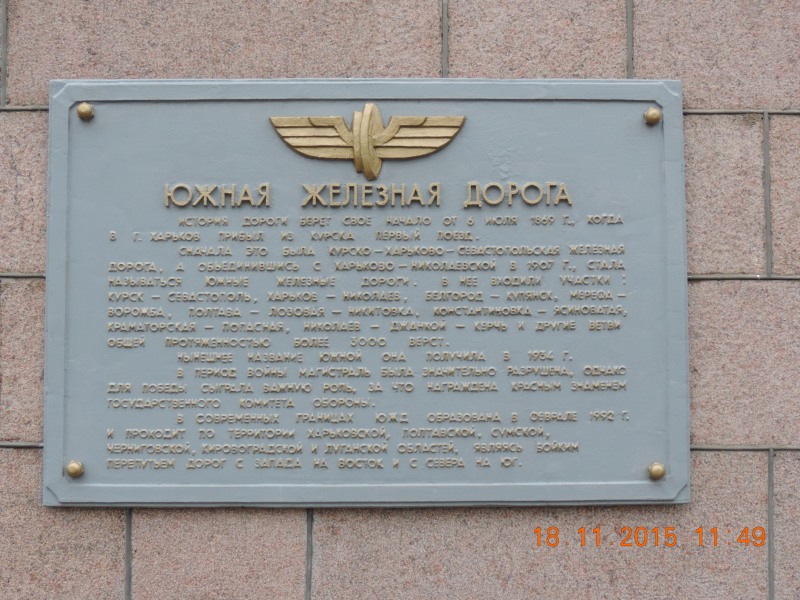 ЮЖНАЯ ЖЕЛЕЗНАЯ ДОРОГА
ИСТОРИЯ ДОРОГИ БЕРЕТ СВОЕ НАЧАЛО ОТ 6 ИЮЛЯ 1869 Г., КОГДА
В Г. ХАРЬКОВ ПРИБЫЛ ИЗ КУРСКА ПЕРВЫЙ ПОЕЗД.
СНАЧАЛА ЭТО БЫЛА КУРСКО-ХАРЬКОВО-СЕВАСТОПОЛЬСКАЯ ЖЕЛЕЗНАЯ
ДОРОГА, А ОБЪЕДИНИВШИСЬ С ХАРЬКОВО-НИКОЛАЕВСКОЙ В 1907 Г., СТАЛА
НАЗЫВАТЬСЯ ЮЖНЫЕ ЖЕЛЕЗНЫЕ ДОРОГИ. В НЕЕ ВХОДИЛИ УЧАСТКИ:
КУРСК-СЕВАСТОПОЛЬ, ХАРЬКОВ-НИКОЛАЕВ, БЕЛГОРОД-КУПЯНСК, МЕРЕФА-
ВОРОЖБА, ПОЛТАВА-ЛОЗОВАЯ-НИКИТОВКА, КОНСТАНТИНОВКА-ЯСИНОВАТАЯ,
КРАМАТОРСКАЯ-ПОПАСНАЯ, НИКОЛАЕВ-ДЖАНКОЙ-КЕРЧЬ И ДРУГИЕ ВЕТВИ
ОБЩЕЙ ПРОТЯЖЕННОСТЬЮ БОЛЕЕ 3000 ВЕРСТ.
НЫНЕШНЕЕ НАЗВАНИЕ ЮЖНОЙ ОНА ПОЛУЧИЛА В 1934 Г.
В ПЕРИОД ВОЙНЫ МАГИСТРАЛЬ БЫЛА ЗНАЧИТЕЛЬНО РАЗРУШЕНА, ОДНАКО
ДЛЯ ПОБЕДЫ СЫГРАЛА ВАЖНУЮ РОЛЬ, ЗА ЧТО НАГРАЖДЕНА КРАСНЫМ ЗНАМЕНЕМ
ГОСУДАРСТВЕННОГО КОМИТЕТА ОБОРОНЫ.
В СОВРЕМЕННЫХ ГРАНИЦАХ ЮЖД ОБРАЗОВАНА В ФЕВРАЛЕ 1992 Г.
И ПРОХОДИТ ПО ТЕРРИТОРИИ ХАРЬКОВСКОЙ, ПОЛТАВСКОЙ, СУМСКОЙ,
ЧЕРНИГОВСКОЙ, КИРОВОГРАДСКОЙ И ЛУГАНСКОЙ ОБЛАСТЕЙ, ЯВЛЯЯСЬ БОЙКИМ
ПЕРЕПУТЬЕМ ДОРОГ С ЗАПАДА НА ВОСТОК И С СЕВЕРА НА ЮГ.
18 11 2015 11 49